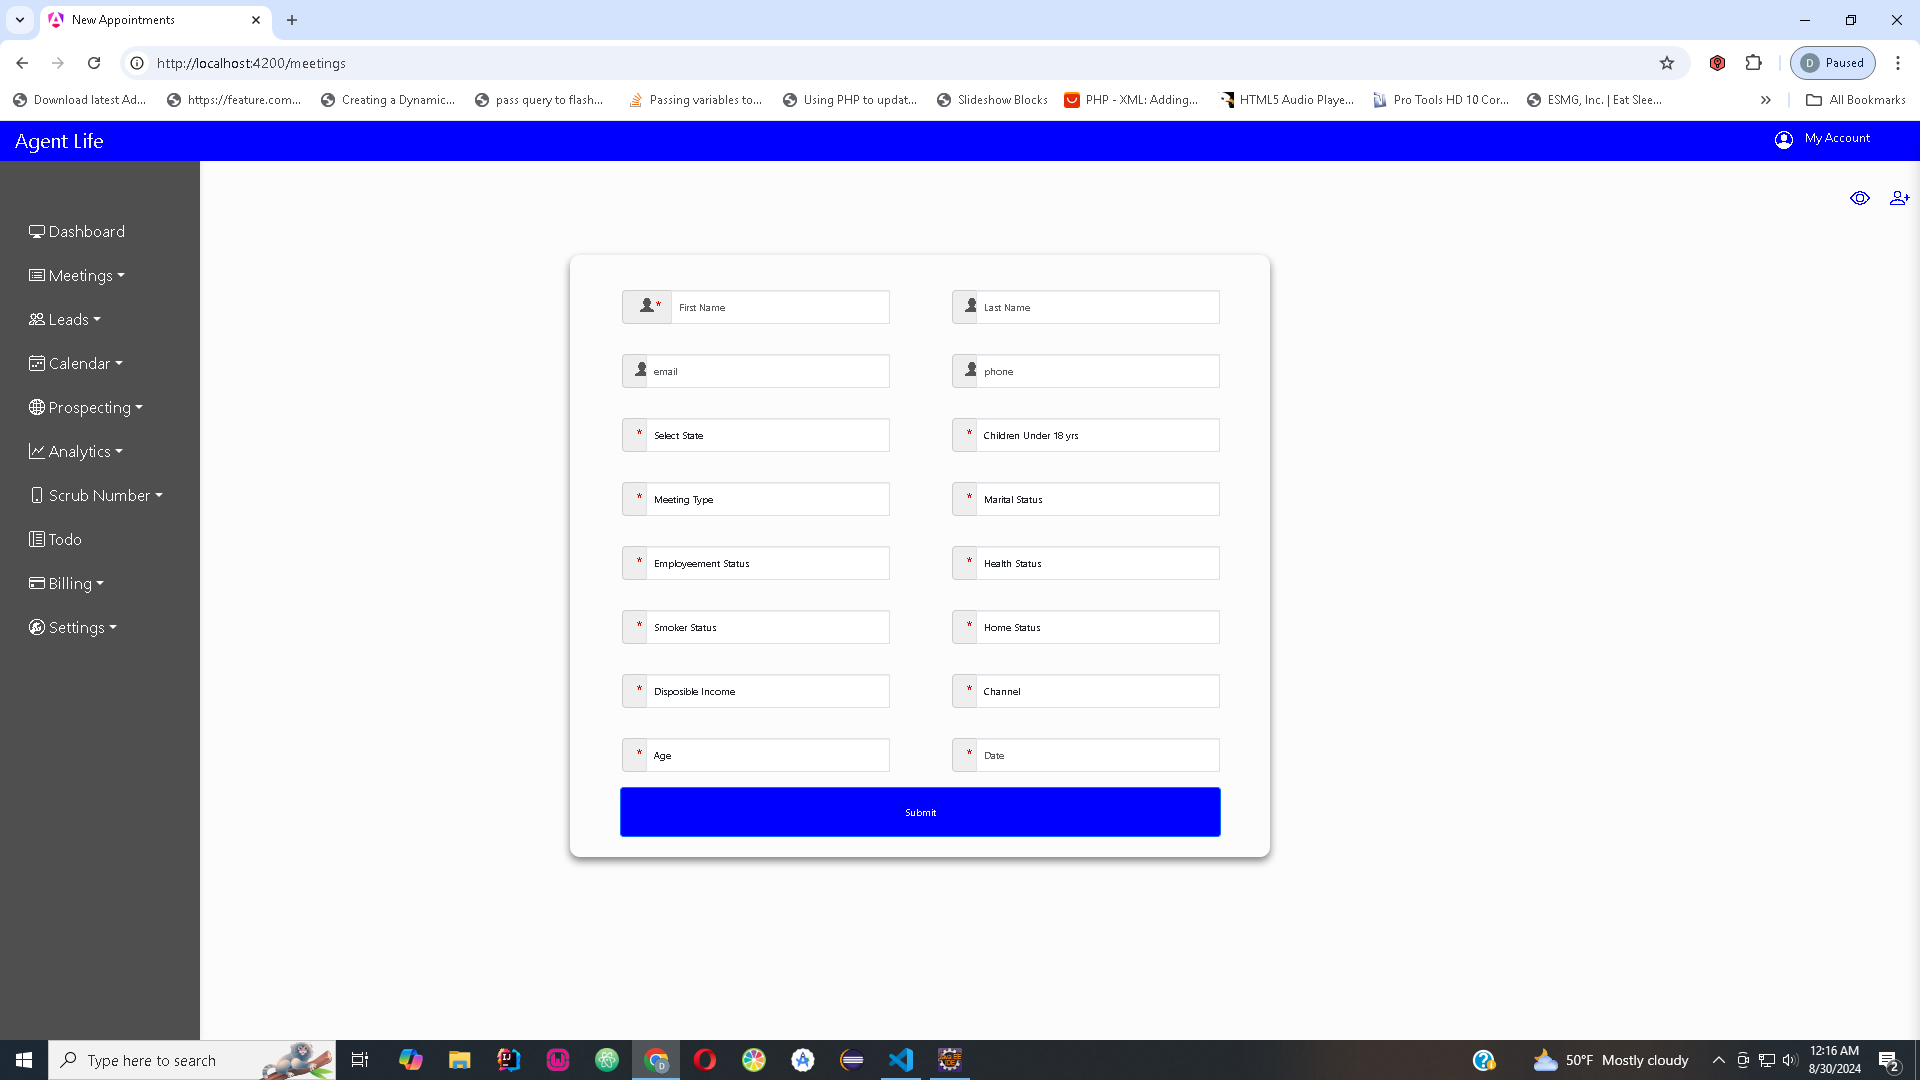 New Appointments
http://localhost:4200/meetings
Paused
D
Download latest Ad...
https://feature.com...
Creating a Dynamic...
pass query to flash...
Passing variables to...
Using PHP to updat...
Slideshow Blocks
PHP - XML: Adding...
HTML5 Audio Playe...
Pro Tools HD 10 Cor...
ESMG, Inc. | Eat Slee...
All Bookmarks
Agent Life
My Account
Dashboard
Meetings
Leads
Calendar
Prospecting
Analytics
Scrub Number
Todo
Billing
Settings
* First Name
Last Name
email
phone
* Select State
* Children Under 18 yrs
* Meeting Type
* Marital Status
* Employeement Status
* Health Status
* Smoker Status
* Home Status
* Disposible Income
* Channel
* Age
* Date
Submit
Type here to search
50°F Mostly cloudy
12:16 AM
8/30/2024
2